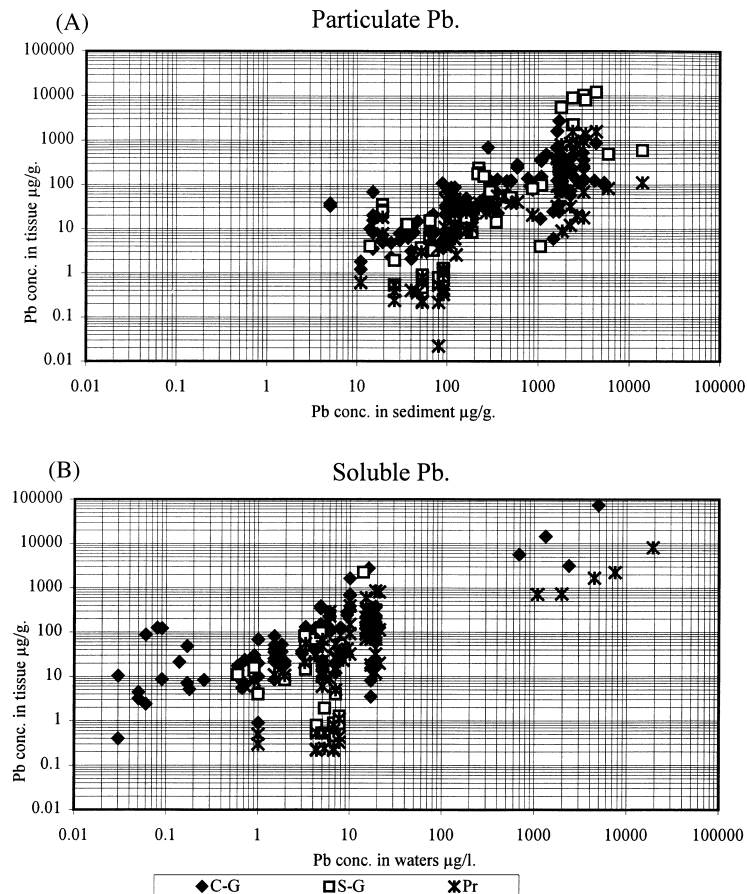 (A)
Particulate Pb.
Pb conc. in tissue µg/g.
100000
10000
1000
100
10
1
0.1
0.01
0.01 0.1 1 10 100 1000 10000 100000
Pb conc. in sediment µg/g.
(B)
Soluble Pb.
Pb conc. in tissue µg/g.
100000
10000
1000
100
10
1
0.1
0.01
0.01 0.1 1 10 100 1000 10000 100000
Pb conc. in waters µg/l.
C-G S-G Pr